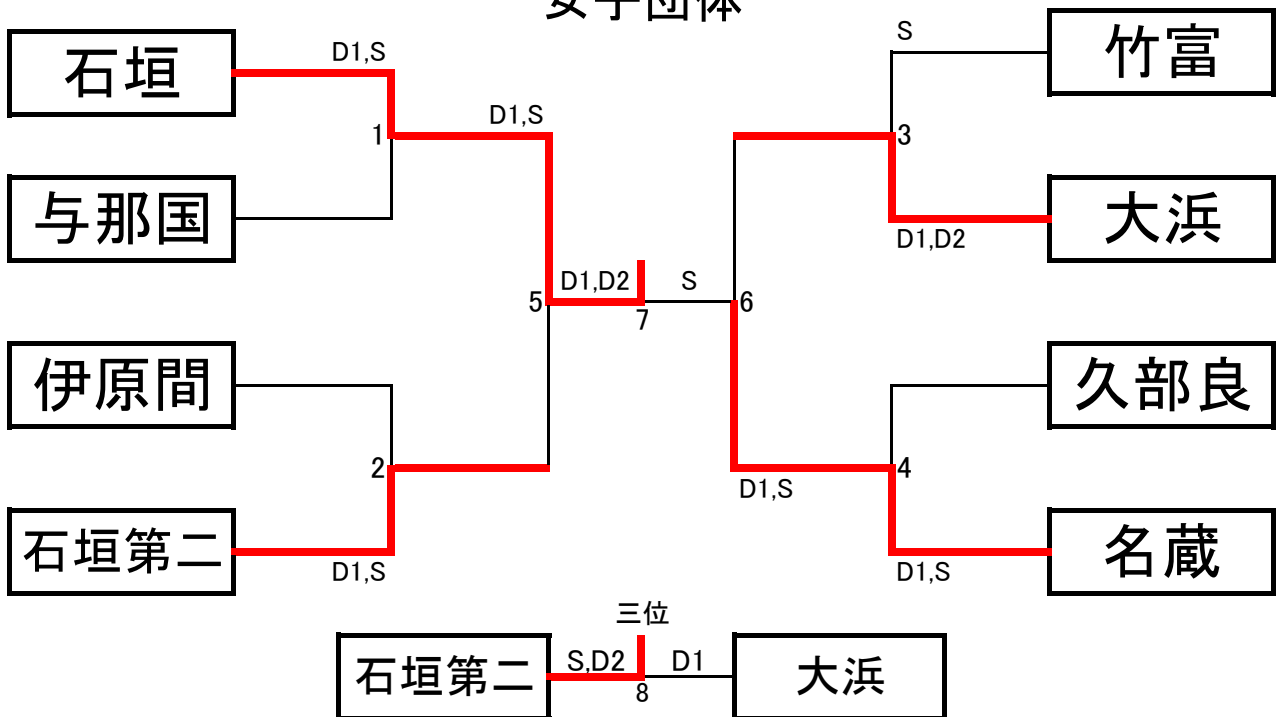 女子団体
石垣
D1,S
S
竹富
1
D1,S
3
与那国
大浜
D1,D2
5
D1,D2
S
6
7
伊原間
久部良
2
4
D1,S
石垣第二
D1,S
D1,S
名蔵
三位
石垣第二
S,D2
D1
大浜
8